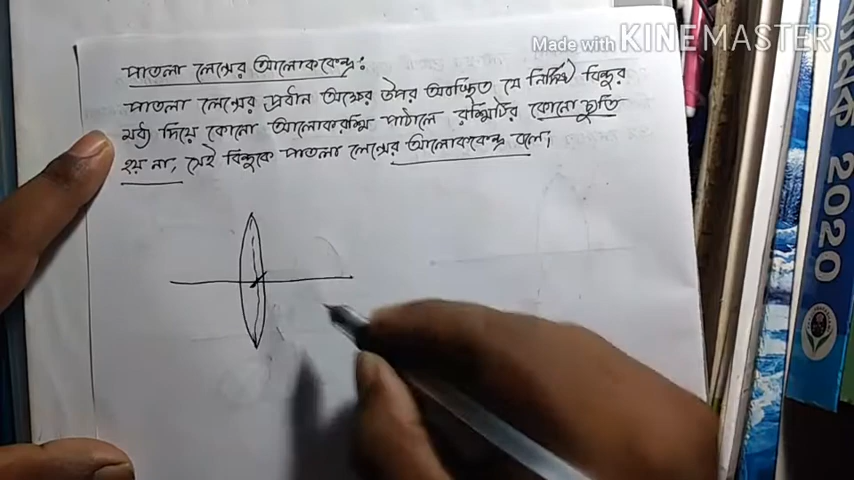 Made with KINEMASTER
পাতলা লেন্সের আলোককেন্দ্র:
পাতলা লেন্সের প্রধান অক্ষের উপর অবস্থিত যে নির্দিষ্ট বিন্দুর
মধ্য দিয়ে কোনো আলোকরশ্মি পাঠালে রশ্মিটির কোনো চ্যুতি
হয় না, সেই বিন্দুকে পাতলা লেন্সের আলোককেন্দ্র বলে।
MADHYAMIK 2020